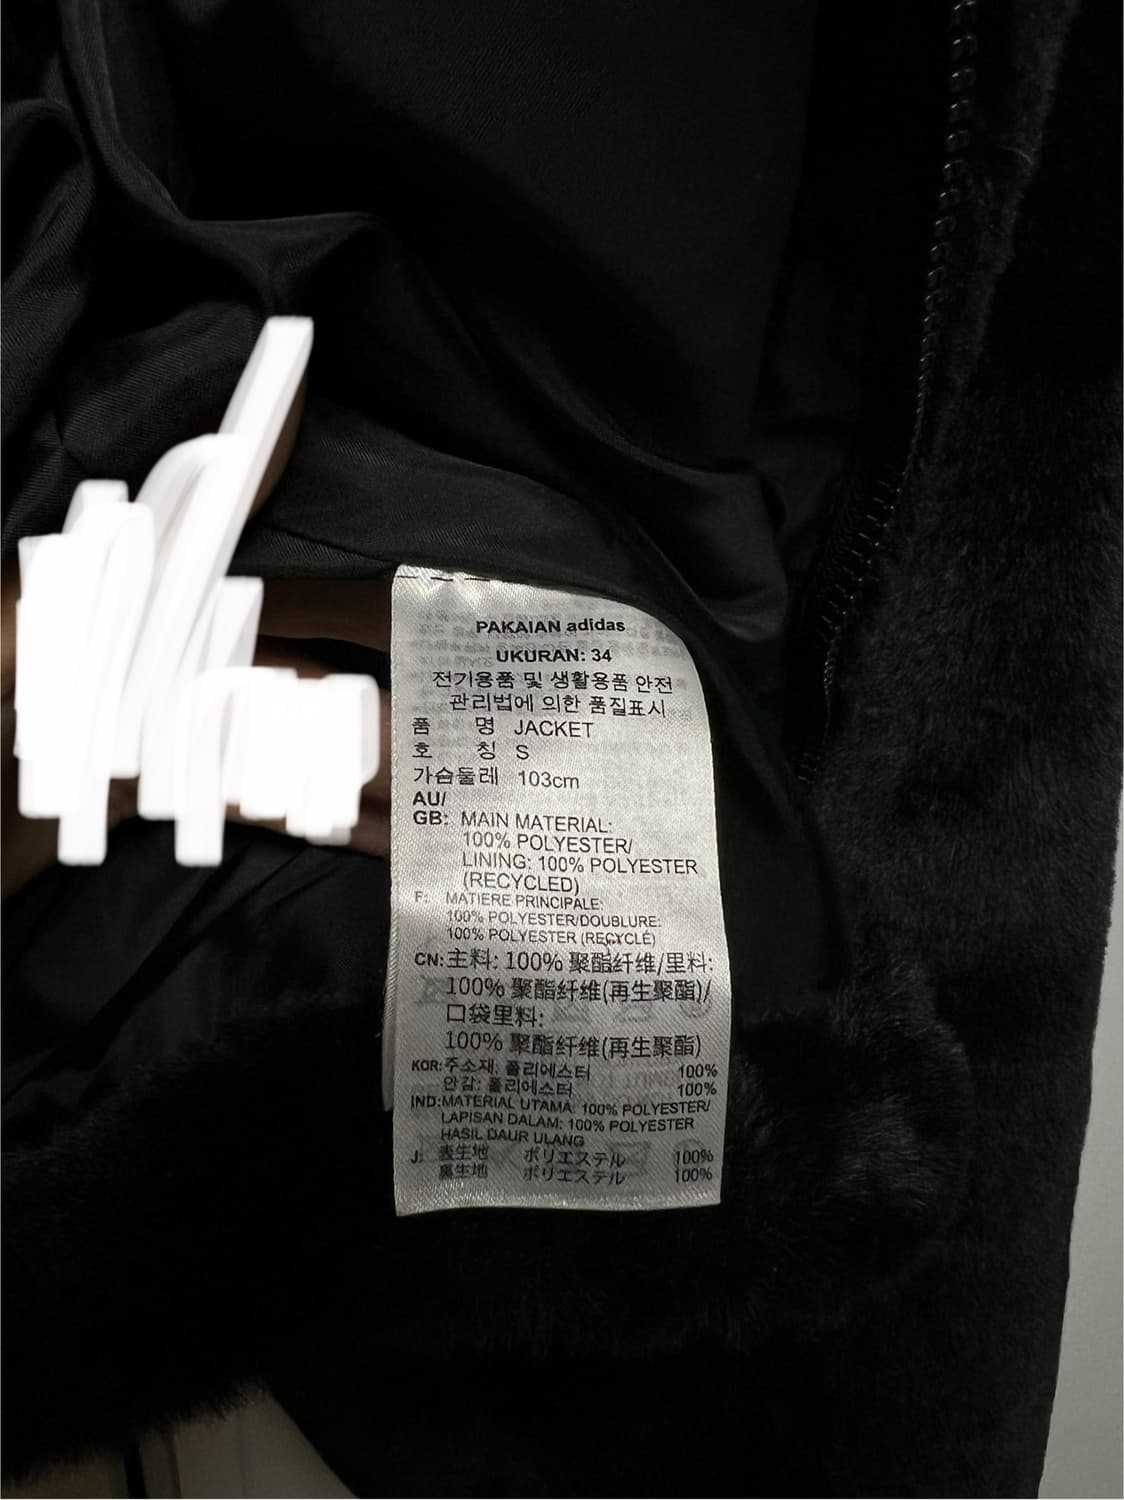 PAKAIAN adidas
UKURAN: 34
전기용품 및 생활용품 안전
관리법에 의한 품질표시
품 명 JACKET
호 칭 S
가슴둘레 103cm
AU/
GB: MAIN MATERIAL:
100% POLYESTER/
LINING: 100% POLYESTER
(RECYCLED)
F: MATIERE PRINCIPALE:
100% POLYESTER/DOUBLURE:
100% POLYESTER (RECYCLÉ)
CN: 主料: 100% 聚酯纤维/里料:
100% 聚酯纤维(再生聚酯)/
口袋里料:
100% 聚酯纤维(再生聚酯)
KOR: 주소재: 폴리에스터 100%
안감: 폴리에스터 100%
IND: MATERIAL UTAMA: 100% POLYESTER/
LAPISAN DALAM: 100% POLYESTER
HASIL DAUR ULANG
J: 表生地 ポリエステル 100%
裏生地 ポリエステル 100%